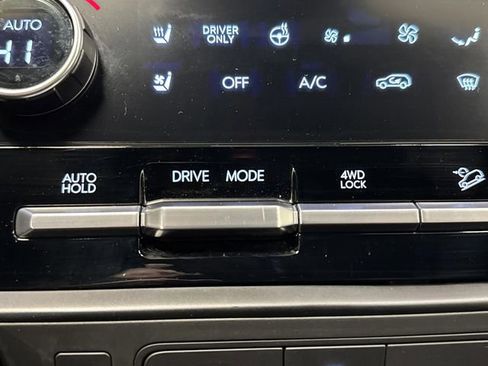 AUTO
HI
DRIVER
ONLY
OFF A/C
AUTO
HOLD
DRIVE MODE
4WD
LOCK